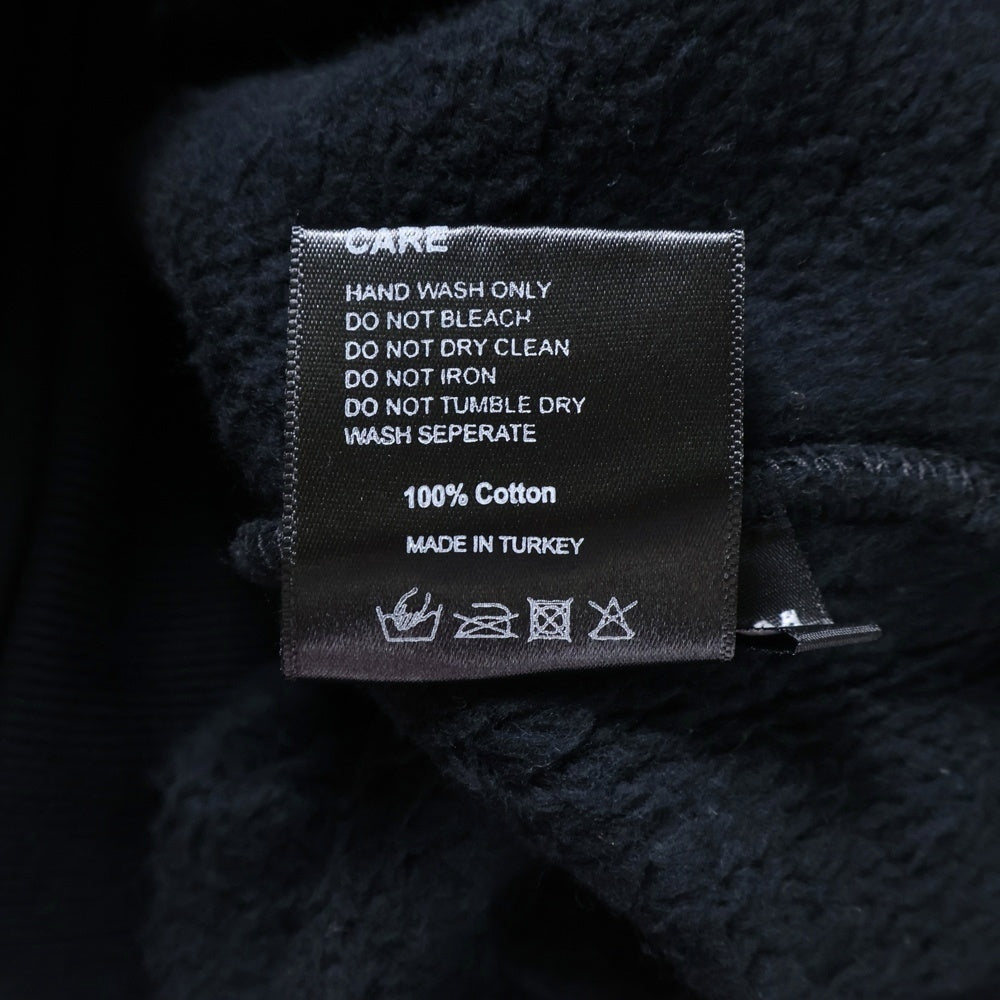 CARE
HAND WASH ONLY
DO NOT BLEACH
DO NOT DRY CLEAN
DO NOT IRON
DO NOT TUMBLE DRY
WASH SEPERATE
100% Cotton
MADE IN TURKEY